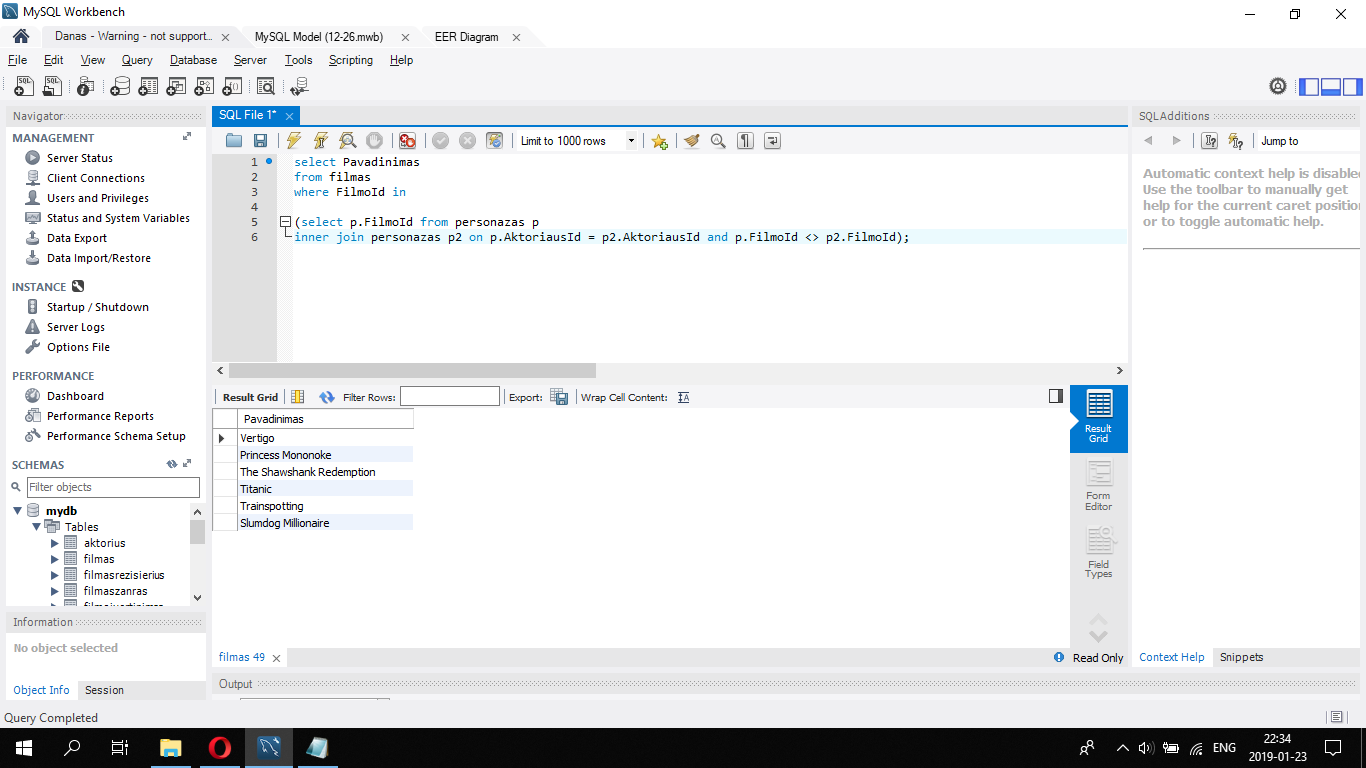 MySQL Workbench
Danas - Warning - not support...
MySQL Model (12-26.mwb)
EER Diagram
File Edit View Query Database Server Tools Scripting Help
Navigator
MANAGEMENT
Server Status
Client Connections
Users and Privileges
Status and System Variables
Data Export
Data Import/Restore
INSTANCE
Startup / Shutdown
Server Logs
Options File
PERFORMANCE
Dashboard
Performance Reports
Performance Schema Setup
SCHEMAS
Filter objects
mydb
Tables
aktorius
filmas
filmasrezisierius
filmaszanras
Information
No object selected
Object Info Session
SQL File 1*
Limit to 1000 rows
1 select Pavadinimas
2 from filmas
3 where FilmoId in
4
5 (select p.FilmoId from personazas p
6 inner join personazas p2 on p.AktoriausId = p2.AktoriausId and p.FilmoId <> p2.FilmoId);
Result Grid Filter Rows: Export: Wrap Cell Content:
Pavadinimas
Vertigo
Princess Mononoke
The Shawshank Redemption
Titanic
Trainspotting
Slumdog Millionaire
Result
Grid
Form
Editor
Field
Types
filmas 49
Read Only
Output
SQLAdditions
Jump to
Automatic context help is disable
Use the toolbar to manually get
help for the current caret position
or to toggle automatic help.
Context Help Snippets
Query Completed
ENG
22:34
2019-01-23